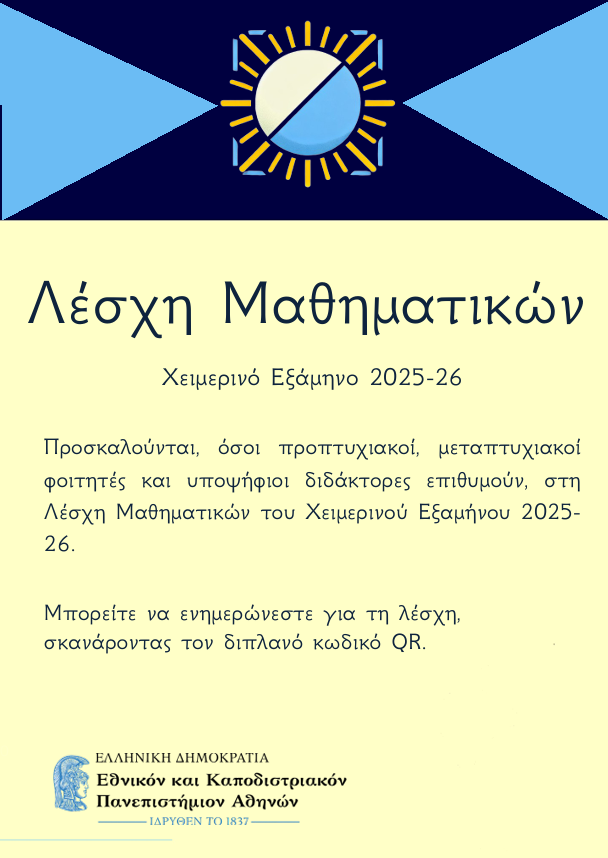 Λέσχη Μαθηματικών
Χειμερινό Εξάμηνο 2025-26
Προσκαλούνται, όσοι προπτυχιακοί, μεταπτυχιακοί
φοιτητές και υποψήφιοι διδάκτορες επιθυμούν, στη
Λέσχη Μαθηματικών του Χειμερινού Εξαμήνου 2025-
26.
Μπορείτε να ενημερώνεστε για τη λέσχη,
σκανάροντας τον διπλανό κωδικό QR.
ΕΛΛΗΝΙΚΗ ΔΗΜΟΚΡΑΤΙΑ
Εθνικόν και Καποδιστριακόν
Πανεπιστήμιον Αθηνών
ΙΔΡΥΘΕΝ ΤΟ 1837